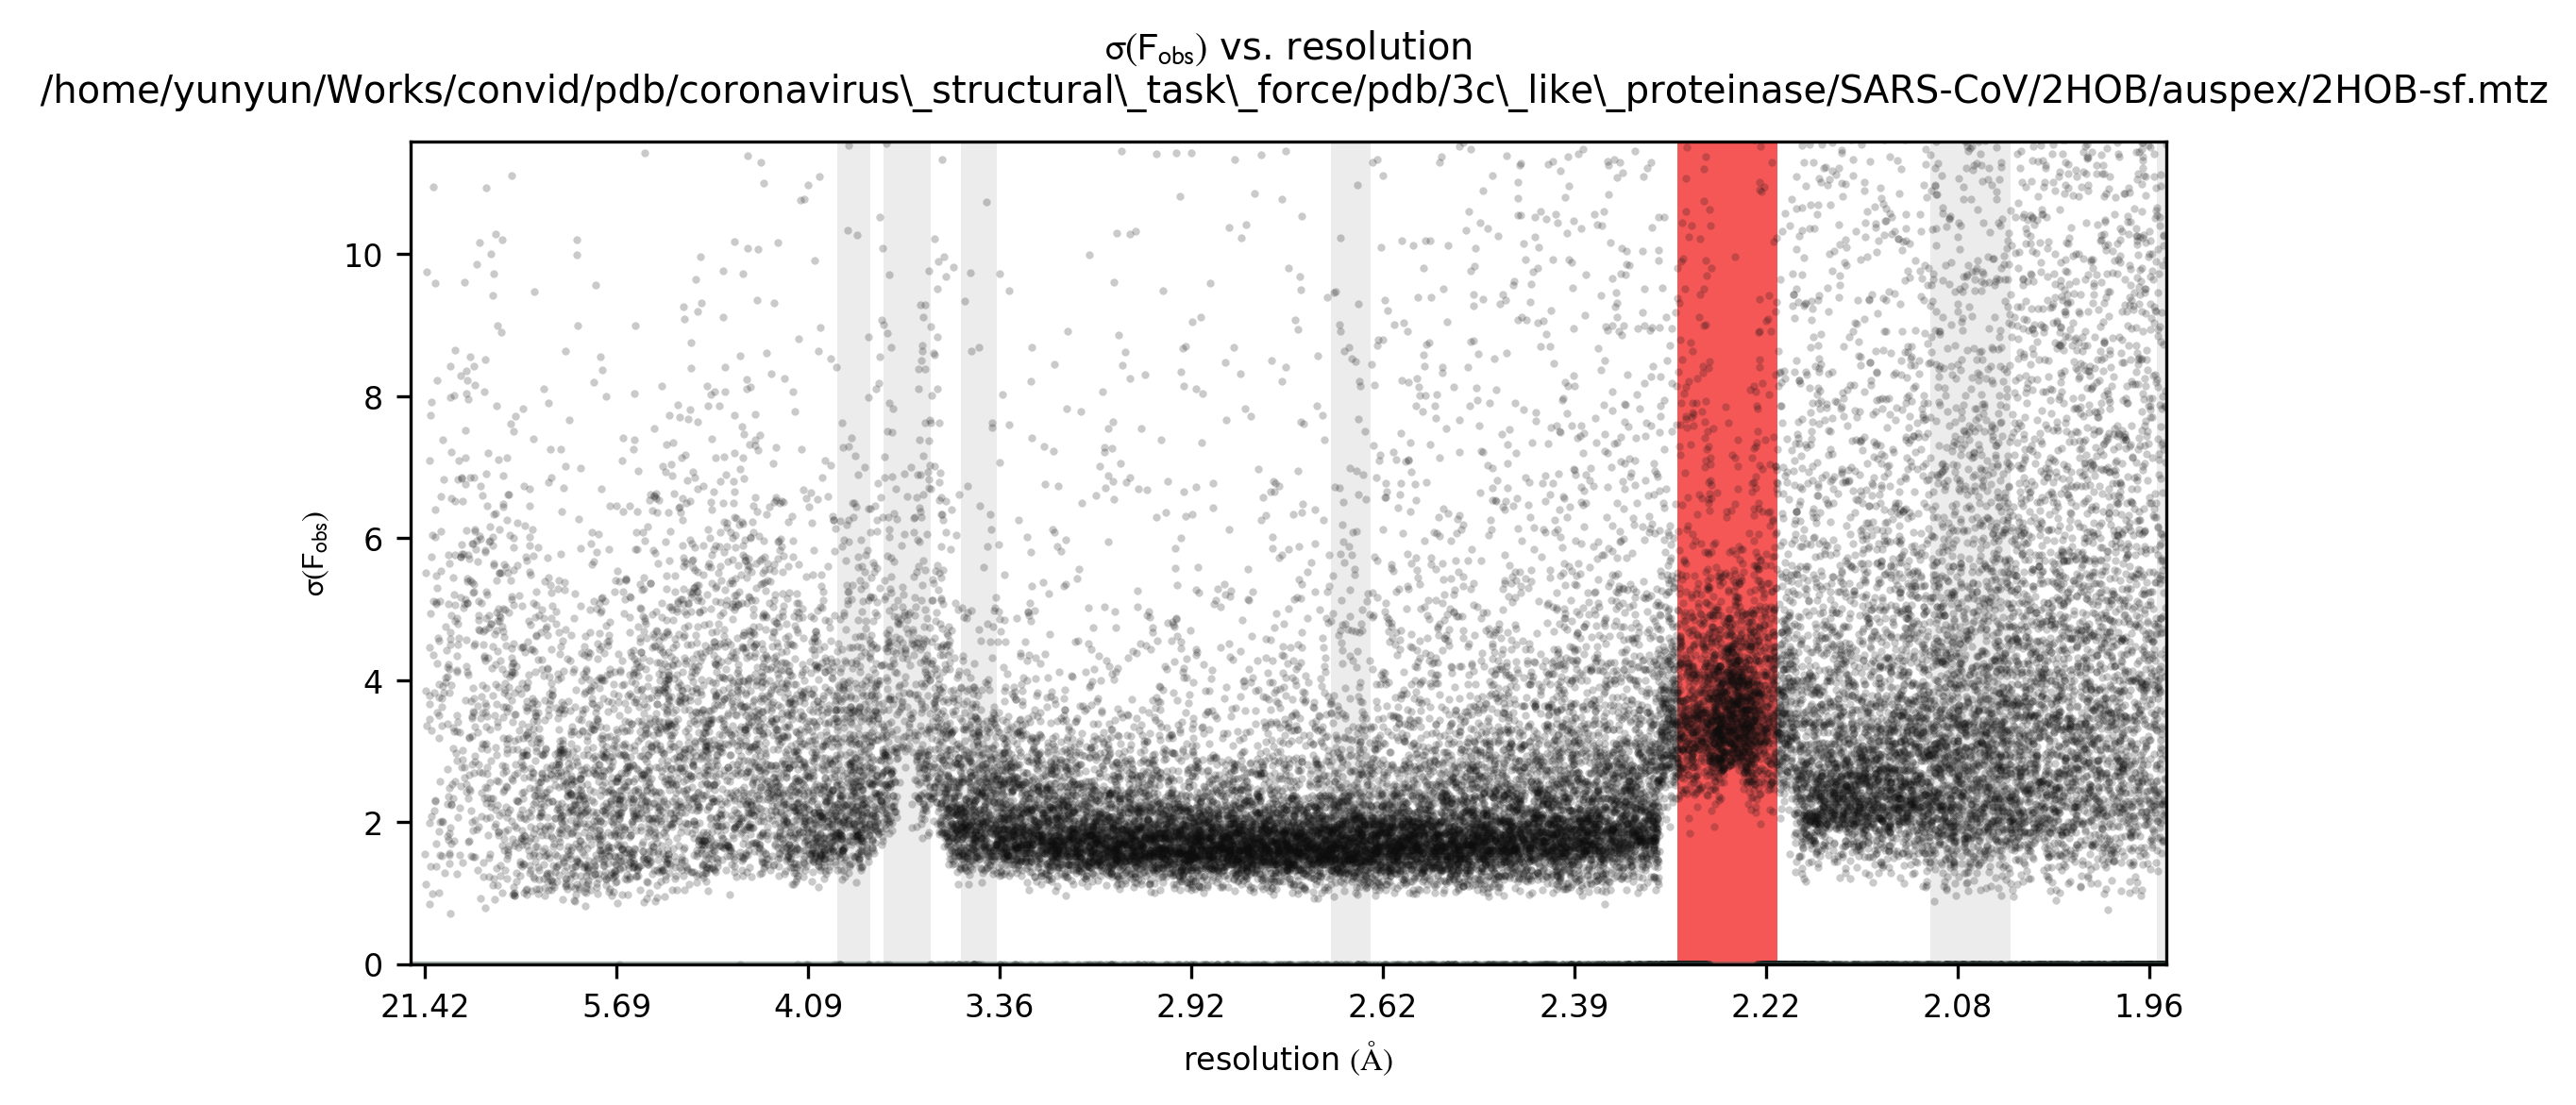 σ(Fobs) vs. resolution
/home/yunyun/Works/convid/pdb/coronavirus\_structural\_task\_force/pdb/3c\_like\_proteinase/SARS-CoV/2HOB/auspex/2HOB-sf.mtz
10
8
6
4
2
0
σ(Fobs)
21.42 5.69 4.09 3.36 2.92 2.62 2.39 2.22 2.08 1.96
resolution (Å)